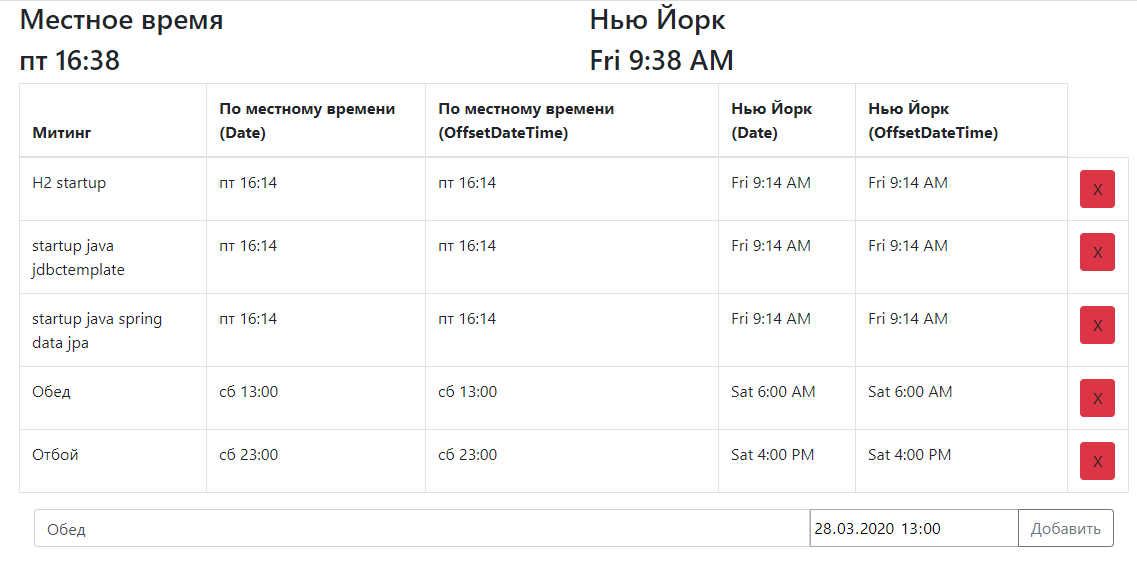 Местное время
Нью Йорк
пт 16:38
Fri 9:38 AM
Митинг
По местному времени
(Date)
По местному времени
(OffsetDateTime)
Нью Йорк
(Date)
Нью Йорк
(OffsetDateTime)
H2 startup
пт 16:14
пт 16:14
Fri 9:14 AM
Fri 9:14 AM
X
startup java
jdbctemplate
пт 16:14
пт 16:14
Fri 9:14 AM
Fri 9:14 AM
X
startup java spring
data jpa
пт 16:14
пт 16:14
Fri 9:14 AM
Fri 9:14 AM
X
Обед
сб 13:00
сб 13:00
Sat 6:00 AM
Sat 6:00 AM
X
Отбой
сб 23:00
сб 23:00
Sat 4:00 PM
Sat 4:00 PM
X
Обед
28.03.2020 13:00
Добавить